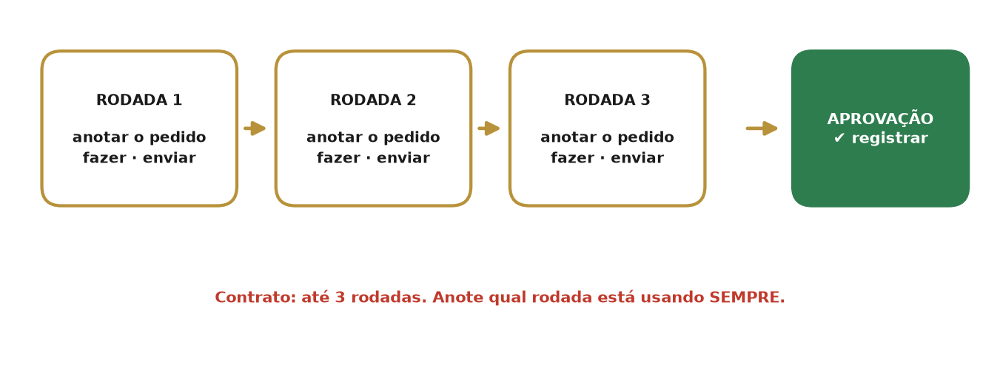 RODADA 1
anotar o pedido
fazer · enviar
RODADA 2
anotar o pedido
fazer · enviar
RODADA 3
anotar o pedido
fazer · enviar
APROVAÇÃO
✔ registrar
Contrato: até 3 rodadas. Anote qual rodada está usando SEMPRE.